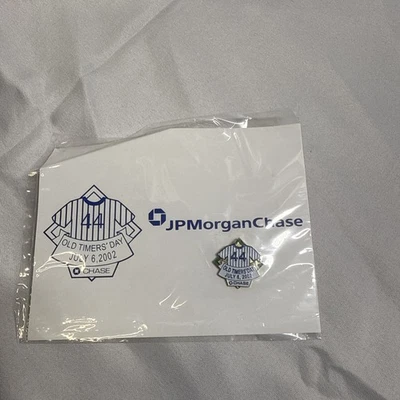 44
OLD TIMERS' DAY
JULY 6, 2002
CHASE
JPMorganChase
44
OLD TIMERS' DAY
JULY 6, 2002
CHASE